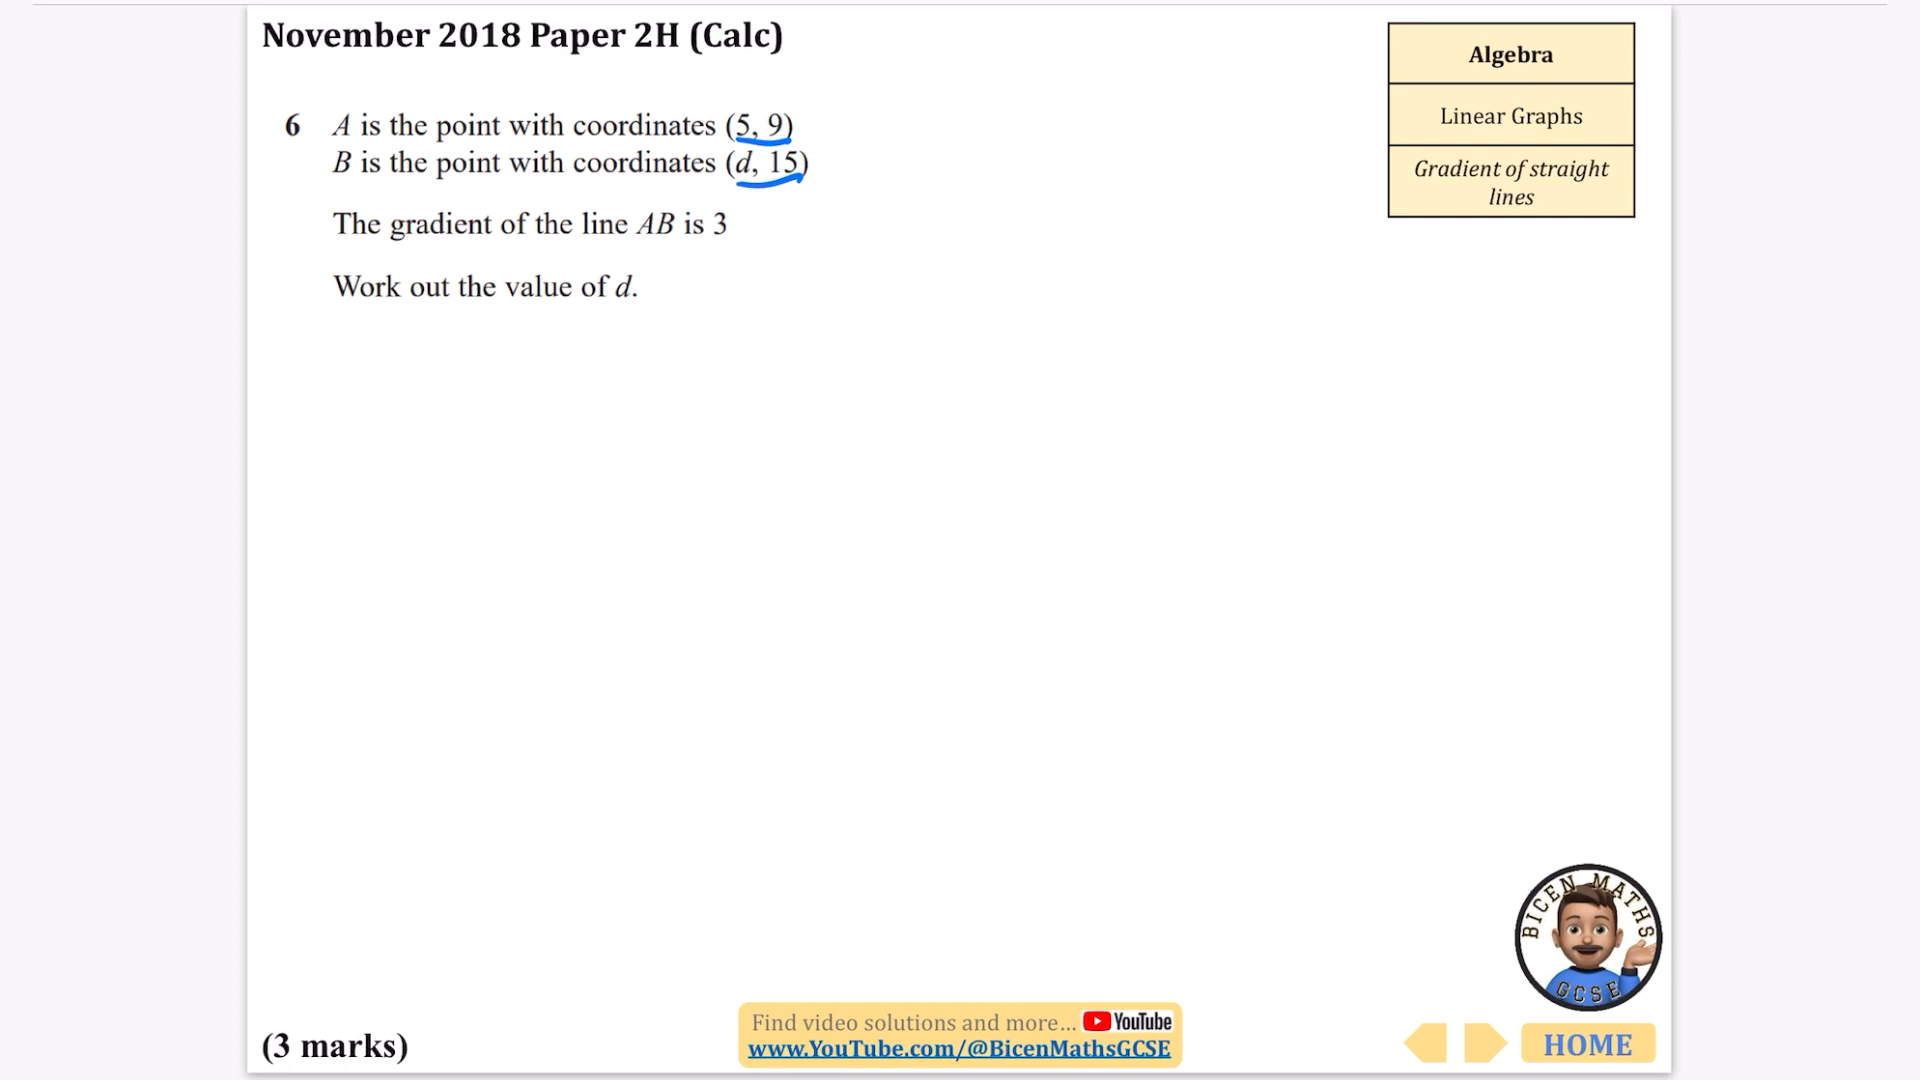 November 2018 Paper 2H (Calc)
Algebra
Linear Graphs
Gradient of straight
lines
6 A is the point with coordinates (5, 9)
B is the point with coordinates (d, 15)
The gradient of the line AB is 3
Work out the value of d.
BICEN MATHS
GCSE
(3 marks)
Find video solutions and more... YouTube
www.YouTube.com/@BicenMathsGCSE
HOME